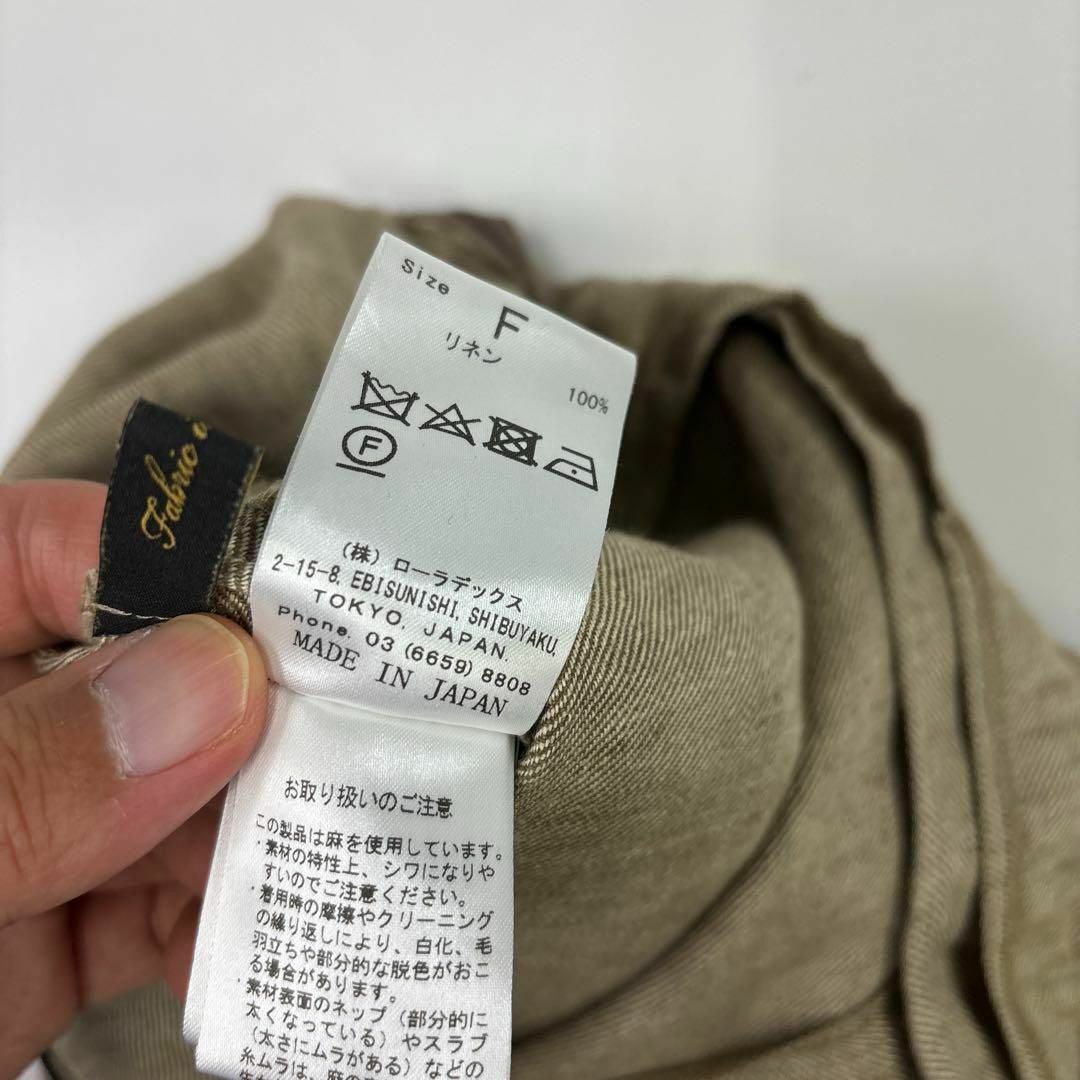 Size
F
リネン
100%
F
(株) ローラデックス
2-15-8, EBISUNISHI, SHIBUYAKU,
TOKYO, JAPAN.
Phone. 03 (6659) 8808
MADE IN JAPAN
Fabric
お取り扱いのご注意
この製品は麻を使用しています。
・素材の特性上、シワになりや
すいのでご注意ください。
・着用時の摩擦やクリーニング
の繰り返しにより、白化、毛
羽立ちや部分的な脱色がおこ
る場合があります。
・素材表面のネップ (部分的に
太くなっている) やスラブ
(太さにムラがある) などの
糸ムラは、麻の